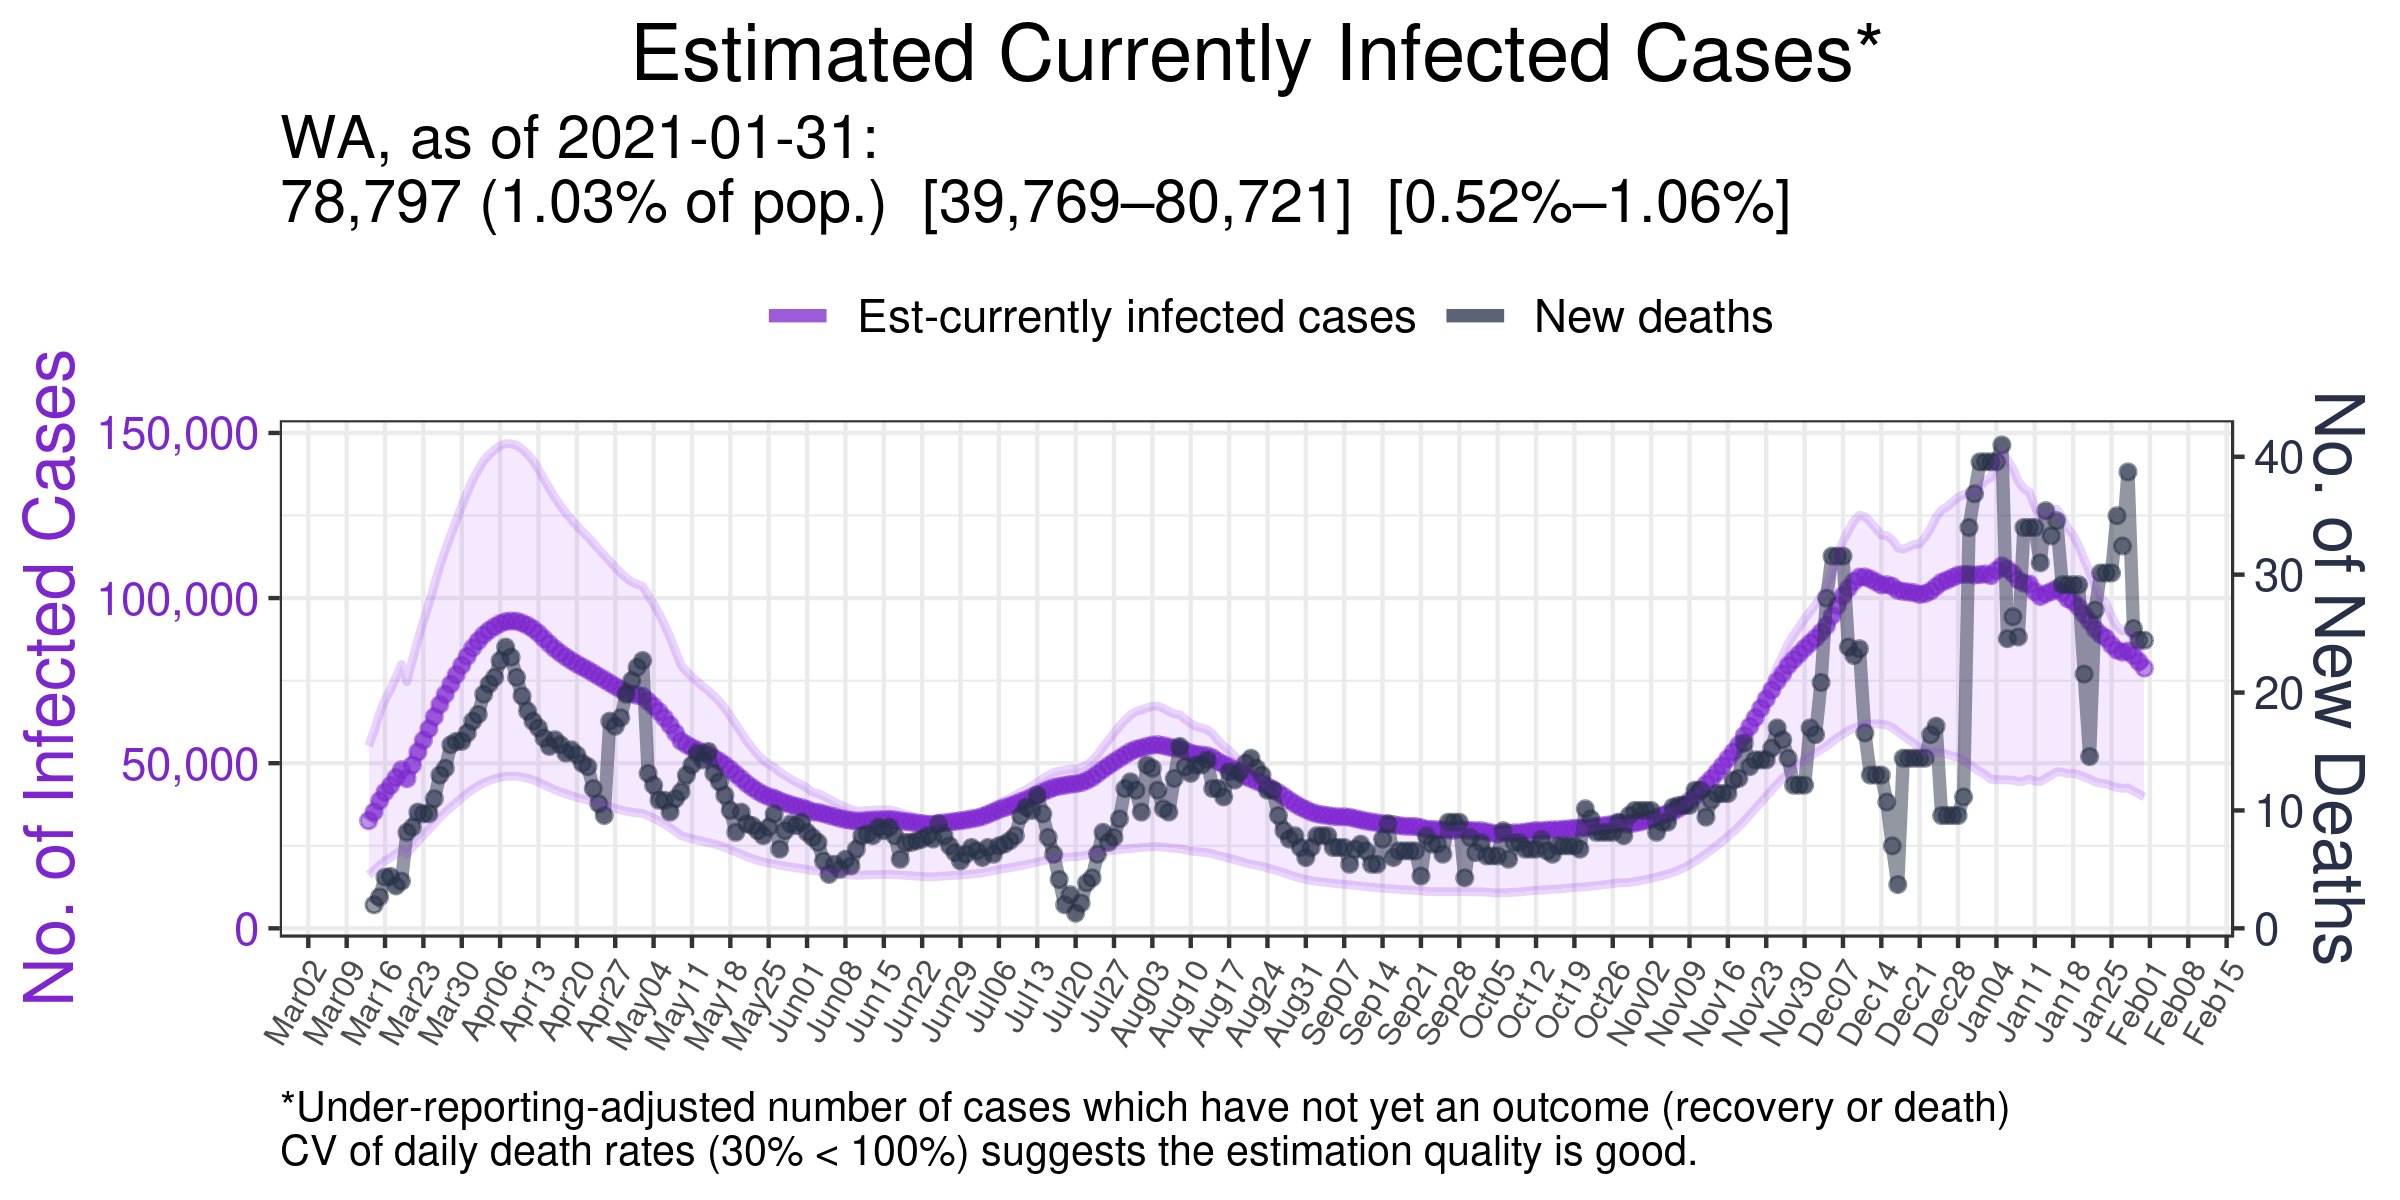 Estimated Currently Infected Cases*
WA, as of 2021-01-31:
78,797 (1.03% of pop.) [39,769–80,721] [0.52%–1.06%]
Est-currently infected cases New deaths
No. of Infected Cases
150,000
100,000
50,000
0
40
30
20
10
0
No. of New Deaths
Mar02 Mar09 Mar16 Mar23 Mar30 Apr06 Apr13 Apr20 Apr27 May04 May11 May18 May25 Jun01 Jun08 Jun15 Jun22 Jun29 Jul06 Jul13 Jul20 Jul27 Aug03 Aug10 Aug17 Aug24 Aug31 Sep07 Sep14 Sep21 Sep28 Oct05 Oct12 Oct19 Oct26 Nov02 Nov09 Nov16 Nov23 Nov30 Dec07 Dec14 Dec21 Dec28 Jan04 Jan11 Jan18 Jan25 Feb01 Feb08 Feb15
*Under-reporting-adjusted number of cases which have not yet an outcome (recovery or death)
CV of daily death rates (30% < 100%) suggests the estimation quality is good.